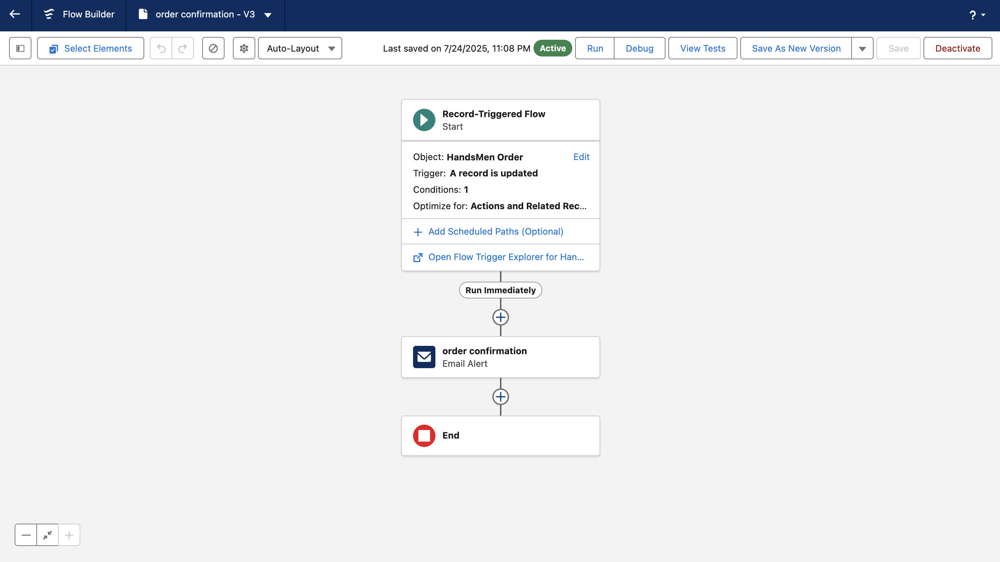 Flow Builder
order confirmation - V3
?
Select Elements
Auto-Layout
Last saved on 7/24/2025, 11:08 PM
Active
Run
Debug
View Tests
Save As New Version
Save
Deactivate
Record-Triggered Flow
Start
Object: HandsMen Order
Edit
Trigger: A record is updated
Conditions: 1
Optimize for: Actions and Related Rec...
Add Scheduled Paths (Optional)
Open Flow Trigger Explorer for Han...
Run Immediately
order confirmation
Email Alert
End